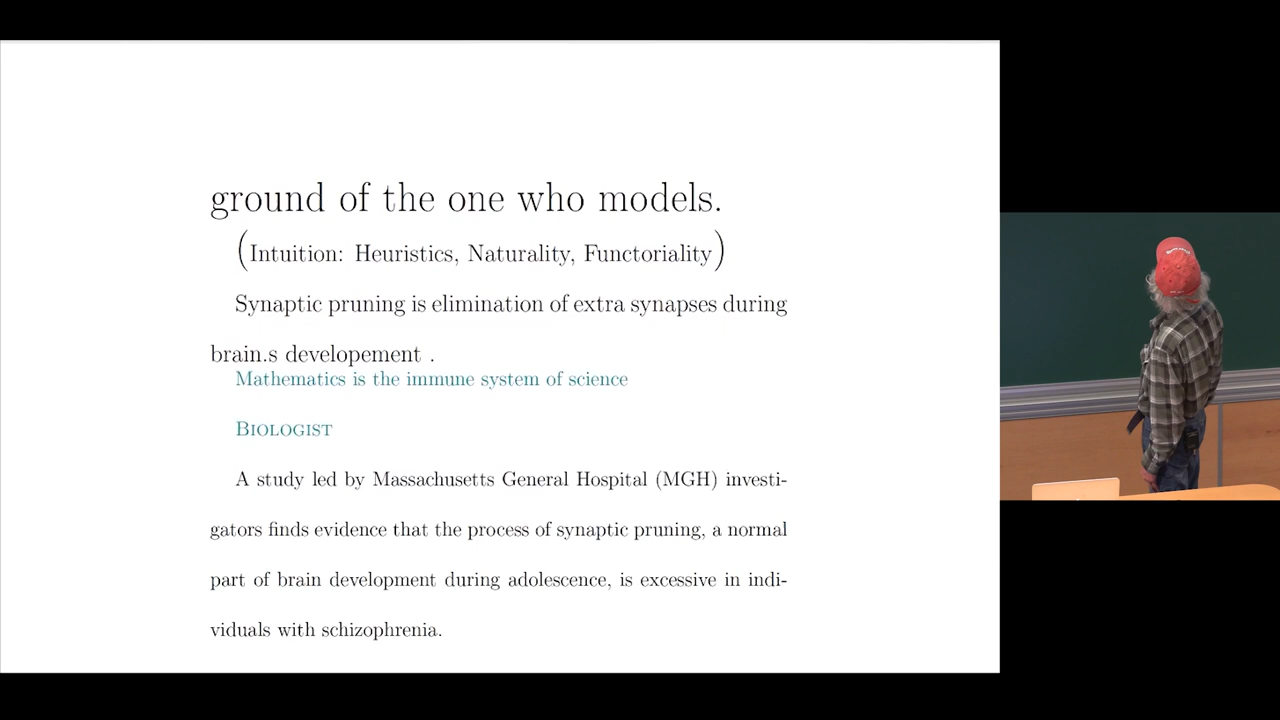 ground of the one who models.
(Intuition: Heuristics, Naturality, Functoriality)
Synaptic pruning is elimination of extra synapses during
brain.s developement .
Mathematics is the immune system of science
BIOLOGIST
A study led by Massachusetts General Hospital (MGH) investi-
gators finds evidence that the process of synaptic pruning, a normal
part of brain development during adolescence, is excessive in indi-
viduals with schizophrenia.